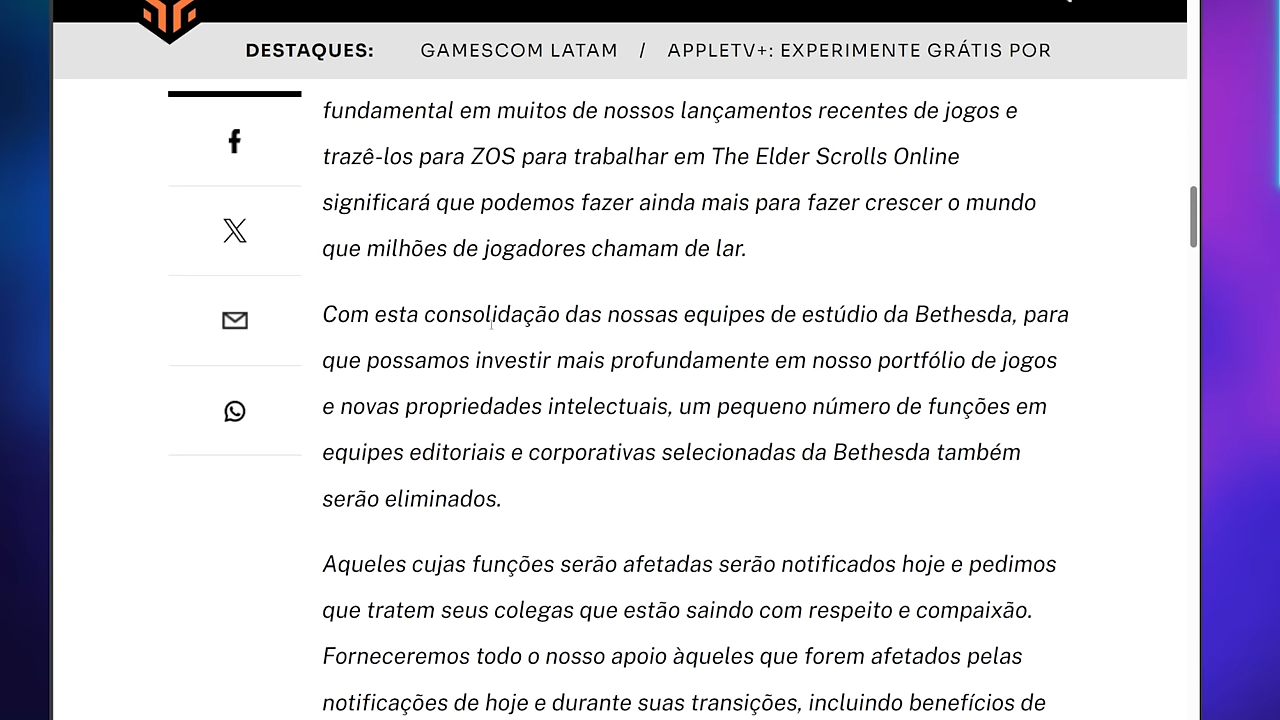 DESTAQUES: GAMESCOM LATAM / APPLETV+: EXPERIMENTE GRÁTIS POR
fundamental em muitos de nossos lançamentos recentes de jogos e
trazê-los para ZOS para trabalhar em The Elder Scrolls Online
significará que podemos fazer ainda mais para fazer crescer o mundo
que milhões de jogadores chamam de lar.
Com esta consolidação das nossas equipes de estúdio da Bethesda, para
que possamos investir mais profundamente em nosso portfólio de jogos
e novas propriedades intelectuais, um pequeno número de funções em
equipes editoriais e corporativas selecionadas da Bethesda também
serão eliminados.
Aqueles cujas funções serão afetadas serão notificados hoje e pedimos
que tratem seus colegas que estão saindo com respeito e compaixão.
Forneceremos todo o nosso apoio àqueles que forem afetados pelas
notificações de hoje e durante suas transições, incluindo benefícios de